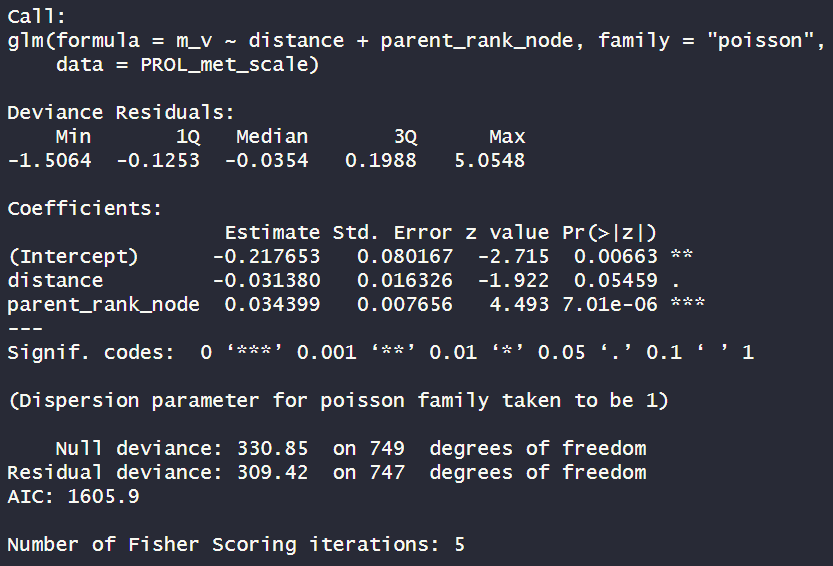 Call:
glm(formula = m_v ~ distance + parent_rank_node, family = "poisson",
    data = PROL_met_scale)

Deviance Residuals:
    Min       1Q   Median       3Q      Max
-1.5064  -0.1253  -0.0354   0.1988   5.0548

Coefficients:
                  Estimate Std. Error z value Pr(>|z|)
(Intercept)      -0.217653   0.080167  -2.715  0.00663 **
distance         -0.031380   0.016326  -1.922  0.05459 .
parent_rank_node  0.034399   0.007656   4.493 7.01e-06 ***
---
Signif. codes:  0 ‘***’ 0.001 ‘**’ 0.01 ‘*’ 0.05 ‘.’ 0.1 ‘ ’ 1

(Dispersion parameter for poisson family taken to be 1)

    Null deviance: 330.85  on 749  degrees of freedom
Residual deviance: 309.42  on 747  degrees of freedom
AIC: 1605.9

Number of Fisher Scoring iterations: 5